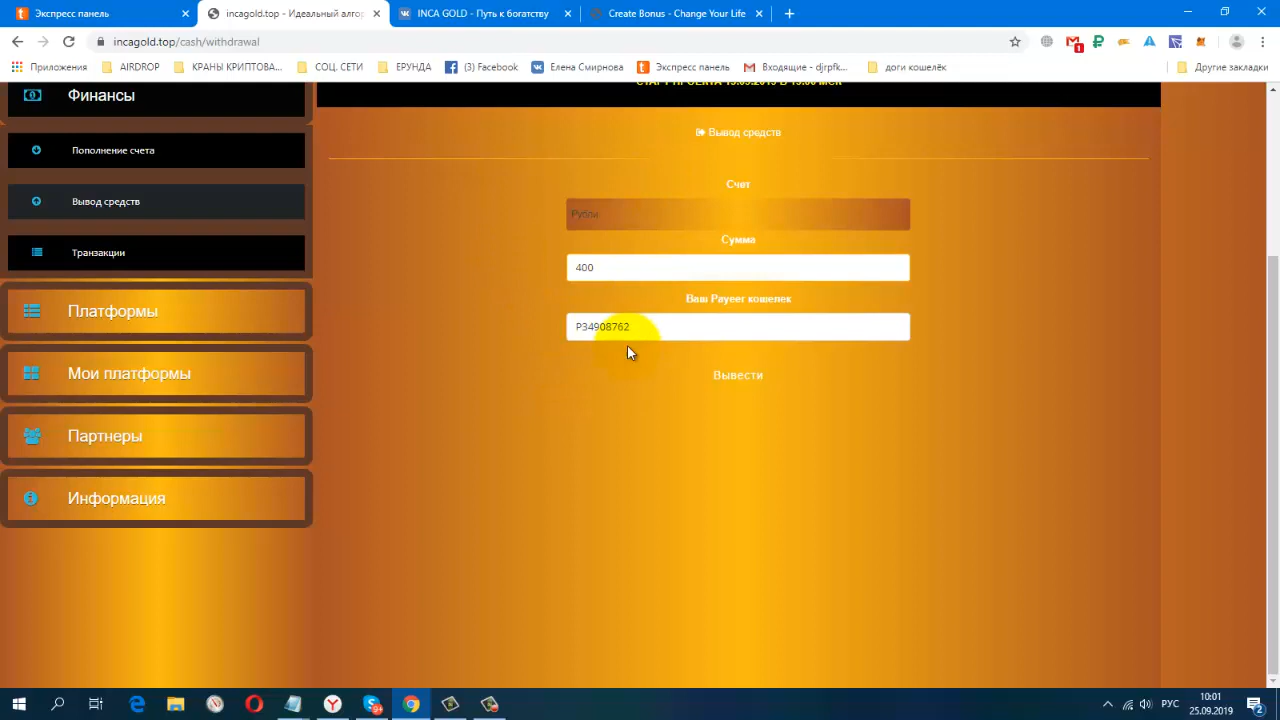 Экспресс панель
incagold.top - Идеальный алгор
INCA GOLD - Путь к богатству
Create Bonus - Change Your Life
incagold.top/cash/withdrawal
1
Приложения
AIRDROP
КРАНЫ КРИПТОВА...
СОЦ. СЕТИ
ЕРУНДА
(3) Facebook
Елена Смирнова
Экспресс панель
Входящие - djrpfk...
доги кошелёк
Другие закладки
Финансы
Пополнение счета
Вывод средств
Транзакции
Платформы
Мои платформы
Партнеры
Информация
Вывод средств
Счет
Рубли
Сумма
400
Ваш Payeer кошелек
P34908762
Вывести
РУС
10:01
25.09.2019
2